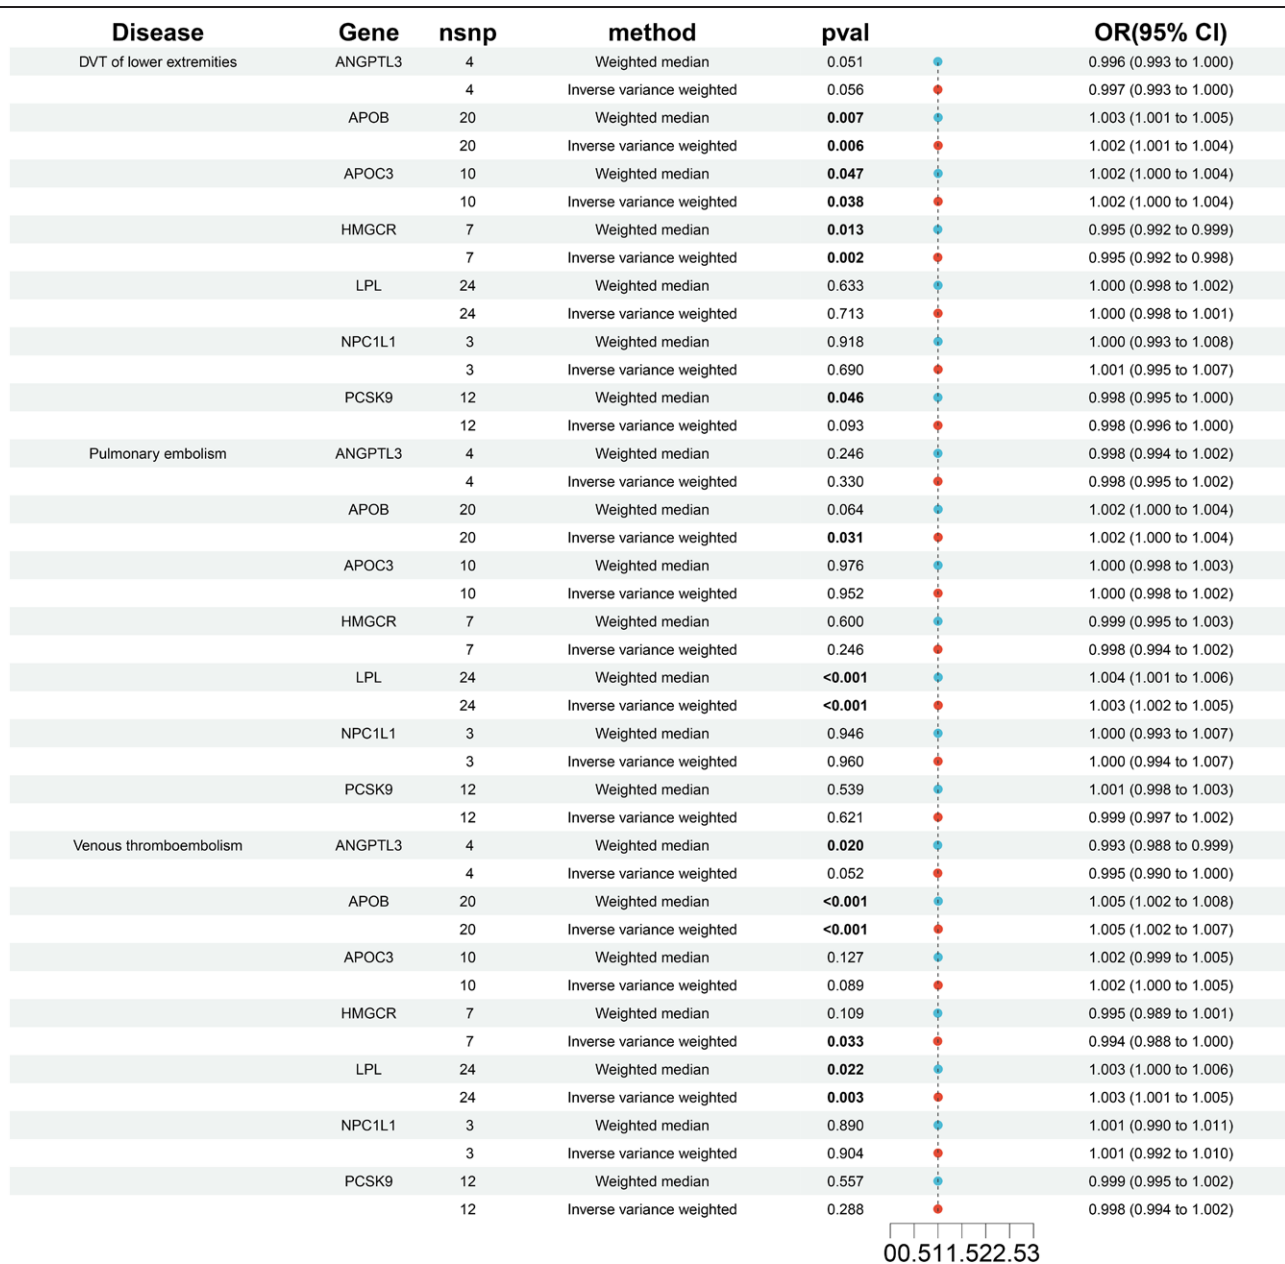 Disease Gene nsnp method pval OR(95% CI)
DVT of lower extremities ANGPTL3 4 Weighted median 0.051 0.996 (0.993 to 1.000)
4 Inverse variance weighted 0.056 0.997 (0.993 to 1.000)
APOB 20 Weighted median 0.007 1.003 (1.001 to 1.005)
20 Inverse variance weighted 0.006 1.002 (1.001 to 1.004)
APOC3 10 Weighted median 0.047 1.002 (1.000 to 1.004)
10 Inverse variance weighted 0.038 1.002 (1.000 to 1.004)
HMGCR 7 Weighted median 0.013 0.995 (0.992 to 0.999)
7 Inverse variance weighted 0.002 0.995 (0.992 to 0.998)
LPL 24 Weighted median 0.633 1.000 (0.998 to 1.002)
24 Inverse variance weighted 0.713 1.000 (0.998 to 1.001)
NPC1L1 3 Weighted median 0.918 1.000 (0.993 to 1.008)
3 Inverse variance weighted 0.690 1.001 (0.995 to 1.007)
PCSK9 12 Weighted median 0.046 0.998 (0.995 to 1.000)
12 Inverse variance weighted 0.093 0.998 (0.996 to 1.000)
Pulmonary embolism ANGPTL3 4 Weighted median 0.246 0.998 (0.994 to 1.002)
4 Inverse variance weighted 0.330 0.998 (0.995 to 1.002)
APOB 20 Weighted median 0.064 1.002 (1.000 to 1.004)
20 Inverse variance weighted 0.031 1.002 (1.000 to 1.004)
APOC3 10 Weighted median 0.976 1.000 (0.998 to 1.003)
10 Inverse variance weighted 0.952 1.000 (0.998 to 1.002)
HMGCR 7 Weighted median 0.600 0.999 (0.995 to 1.003)
7 Inverse variance weighted 0.246 0.998 (0.994 to 1.002)
LPL 24 Weighted median <0.001 1.004 (1.001 to 1.006)
24 Inverse variance weighted <0.001 1.003 (1.002 to 1.005)
NPC1L1 3 Weighted median 0.946 1.000 (0.993 to 1.007)
3 Inverse variance weighted 0.960 1.000 (0.994 to 1.007)
PCSK9 12 Weighted median 0.539 1.001 (0.998 to 1.003)
12 Inverse variance weighted 0.621 0.999 (0.997 to 1.002)
Venous thromboembolism ANGPTL3 4 Weighted median 0.020 0.993 (0.988 to 0.999)
4 Inverse variance weighted 0.052 0.995 (0.990 to 1.000)
APOB 20 Weighted median <0.001 1.005 (1.002 to 1.008)
20 Inverse variance weighted <0.001 1.005 (1.002 to 1.007)
APOC3 10 Weighted median 0.127 1.002 (0.999 to 1.005)
10 Inverse variance weighted 0.089 1.002 (1.000 to 1.005)
HMGCR 7 Weighted median 0.109 0.995 (0.989 to 1.001)
7 Inverse variance weighted 0.033 0.994 (0.988 to 1.000)
LPL 24 Weighted median 0.022 1.003 (1.000 to 1.006)
24 Inverse variance weighted 0.003 1.003 (1.001 to 1.005)
NPC1L1 3 Weighted median 0.890 1.001 (0.990 to 1.011)
3 Inverse variance weighted 0.904 1.001 (0.992 to 1.010)
PCSK9 12 Weighted median 0.557 0.999 (0.995 to 1.002)
12 Inverse variance weighted 0.288 0.998 (0.994 to 1.002)
00.511.522.53